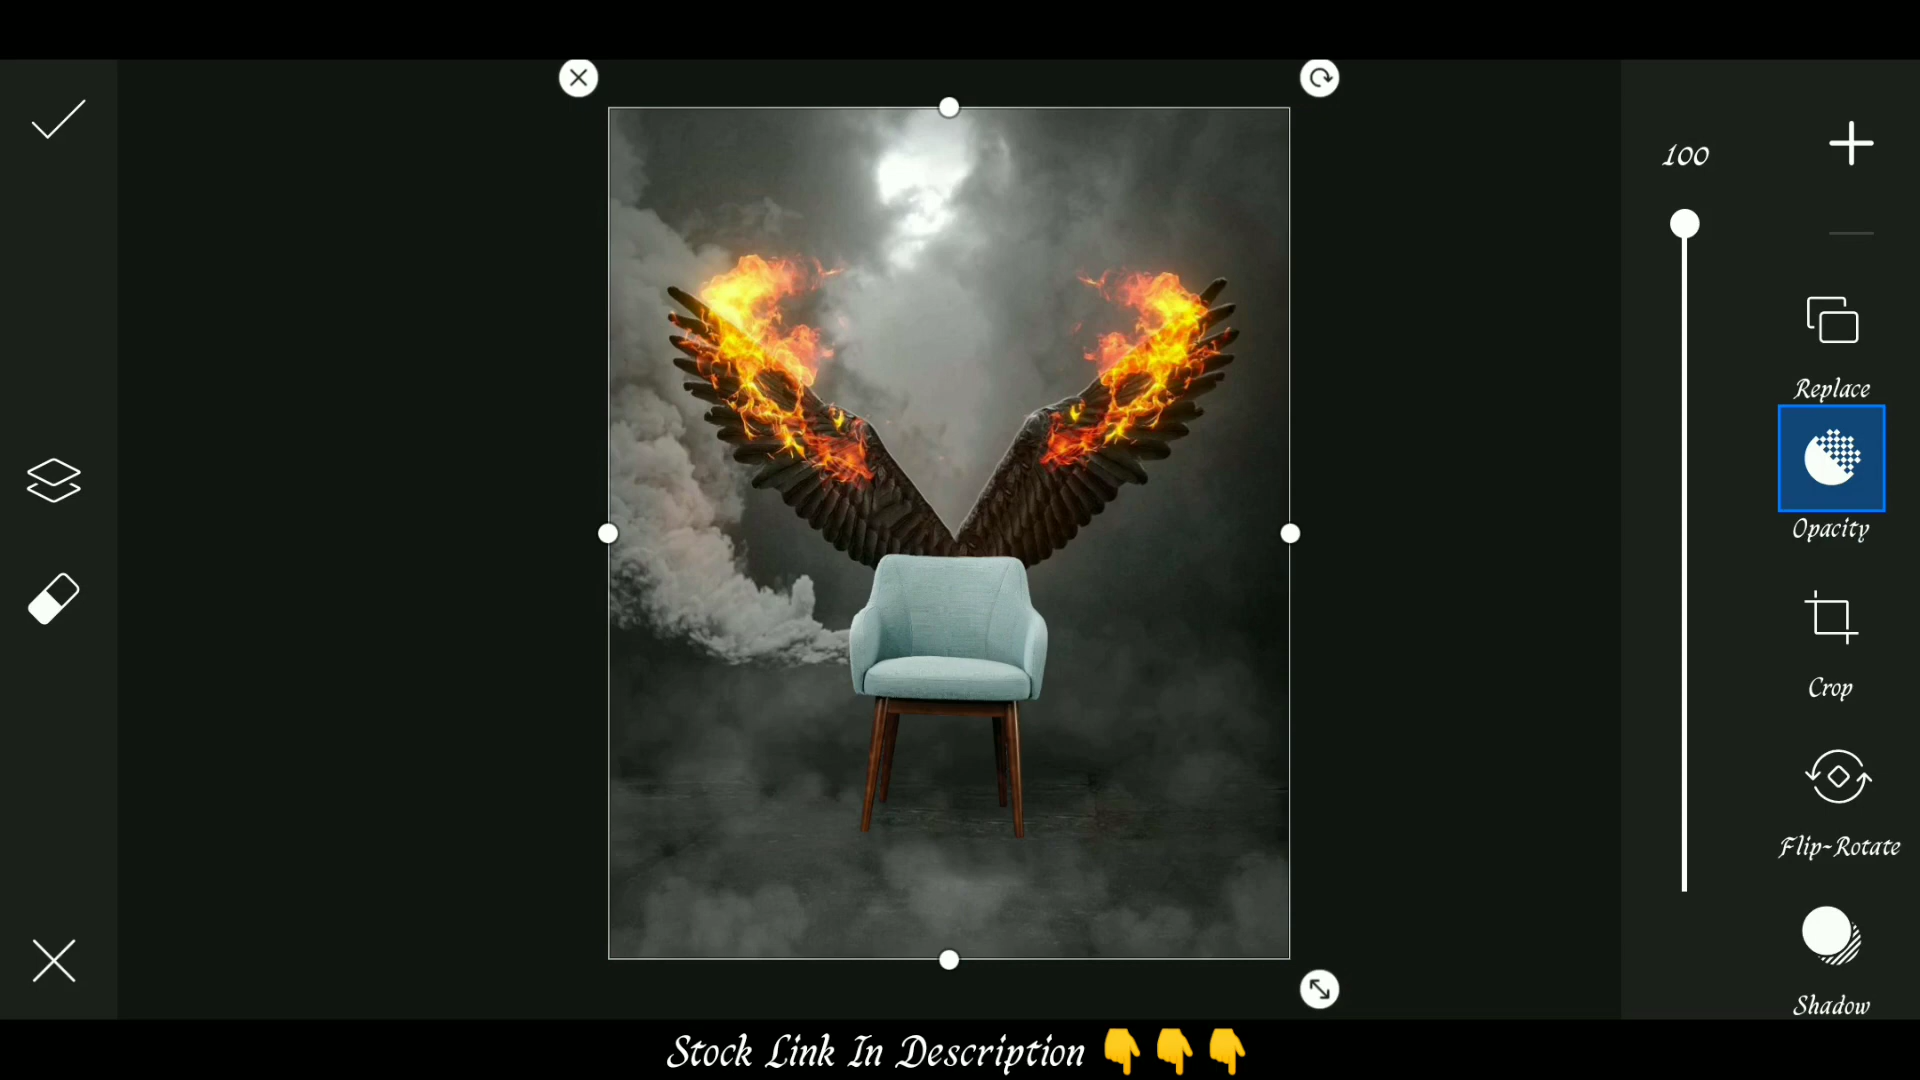 100
Replace
Opacity
Crop
Flip-Rotate
Shadow
Stock Link In Description 👇👇👇